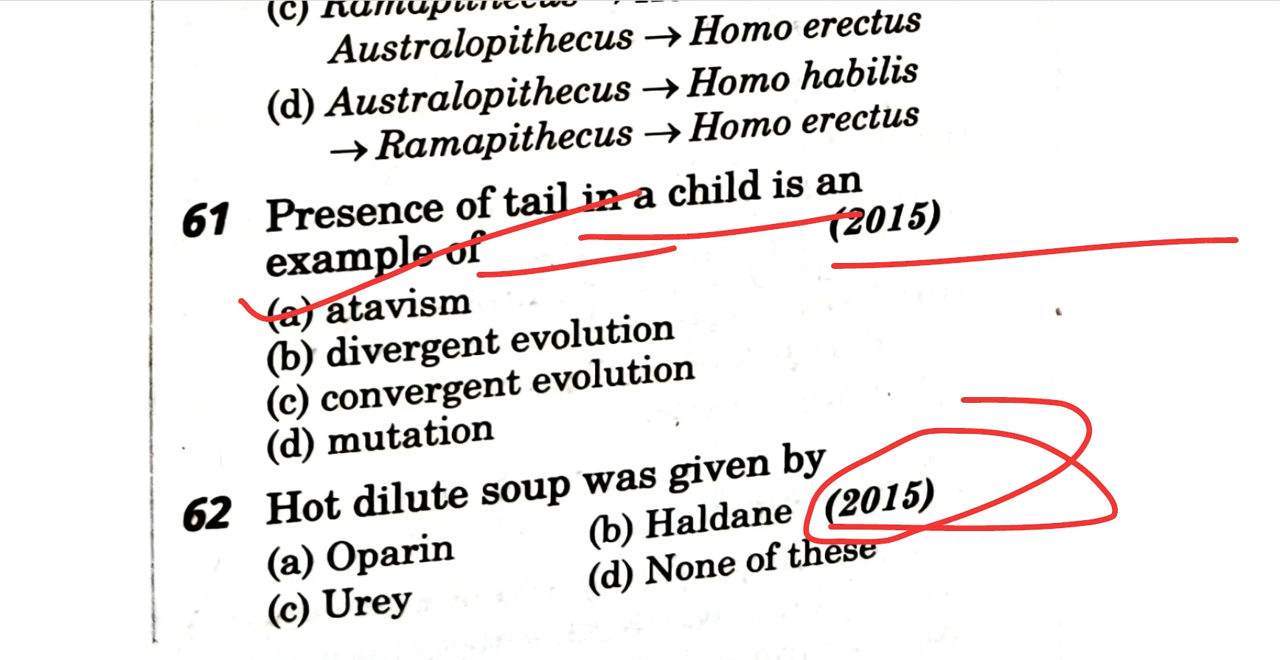 (c)
Australopithecus → Homo erectus
(d) Australopithecus → Homo habilis
→ Ramapithecus → Homo erectus
61 Presence of tail in a child is an
example of (2015)
(a) atavism
(b) divergent evolution
(c) convergent evolution
(d) mutation
62 Hot dilute soup was given by (2015)
(a) Oparin (b) Haldane
(c) Urey (d) None of these